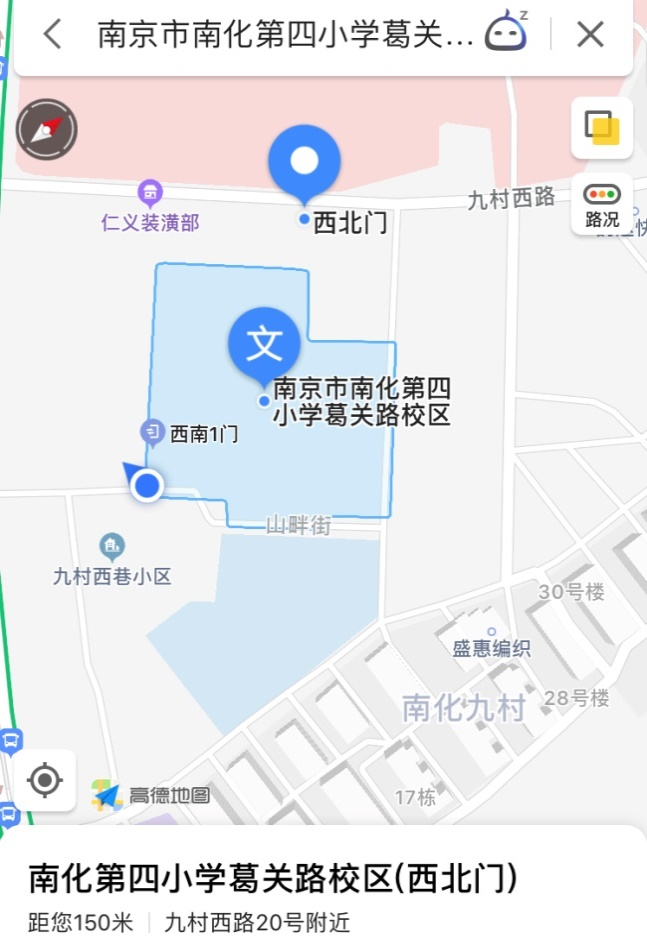 南京市南化第四小学葛关...
z
九村西路
路况
仁义装潢部
西北门
文
南京市南化第四
小学葛关路校区
西南1门
山畔街
九村西巷小区
30号楼
盛惠编织
28号楼
南化九村
高德地图
17栋
南化第四小学葛关路校区(西北门)
距您150米
九村西路20号附近